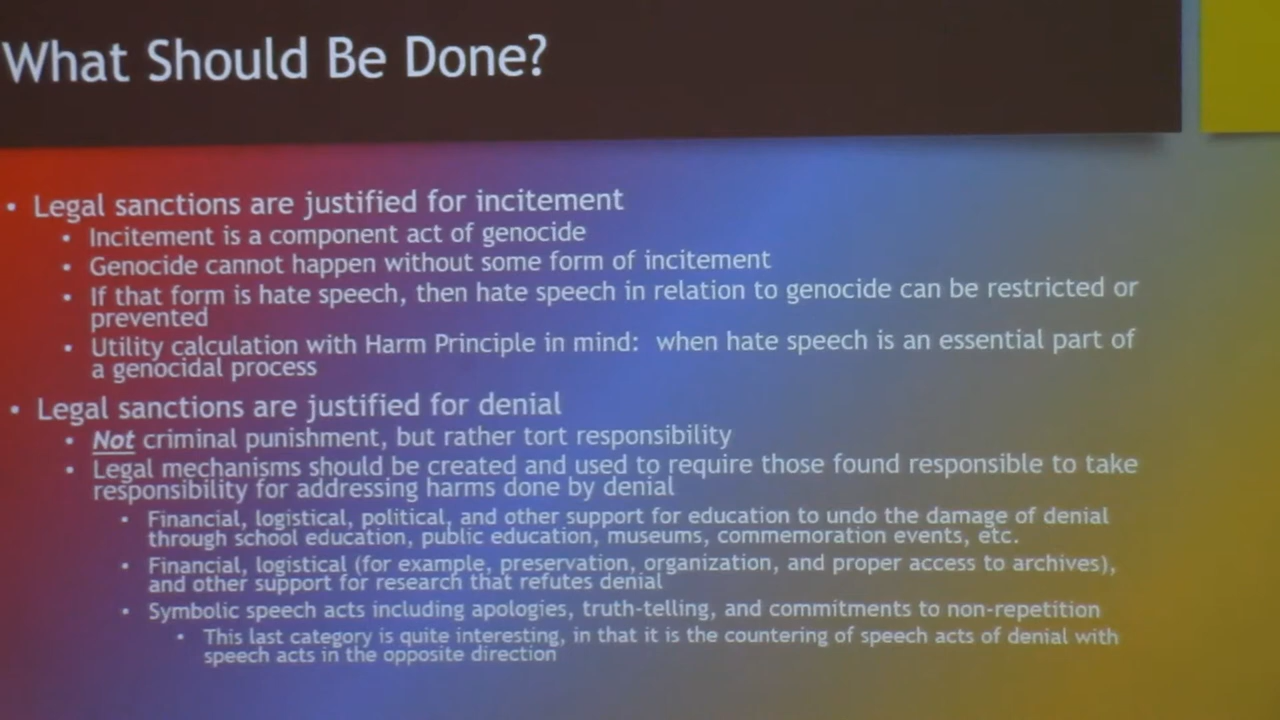 What Should Be Done?
• Legal sanctions are justified for incitement
• Incitement is a component act of genocide
• Genocide cannot happen without some form of incitement
• If that form is hate speech, then hate speech in relation to genocide can be restricted or
prevented
• Utility calculation with Harm Principle in mind: when hate speech is an essential part of
a genocidal process
• Legal sanctions are justified for denial
• Not criminal punishment, but rather tort responsibility
• Legal mechanisms should be created and used to require those found responsible to take
responsibility for addressing harms done by denial
• Financial, logistical, political, and other support for education to undo the damage of denial
through school education, public education, museums, commemoration events, etc.
• Financial, logistical (for example, preservation, organization, and proper access to archives),
and other support for research that refutes denial
• Symbolic speech acts including apologies, truth-telling, and commitments to non-repetition
• This last category is quite interesting, in that it is the countering of speech acts of denial with
speech acts in the opposite direction